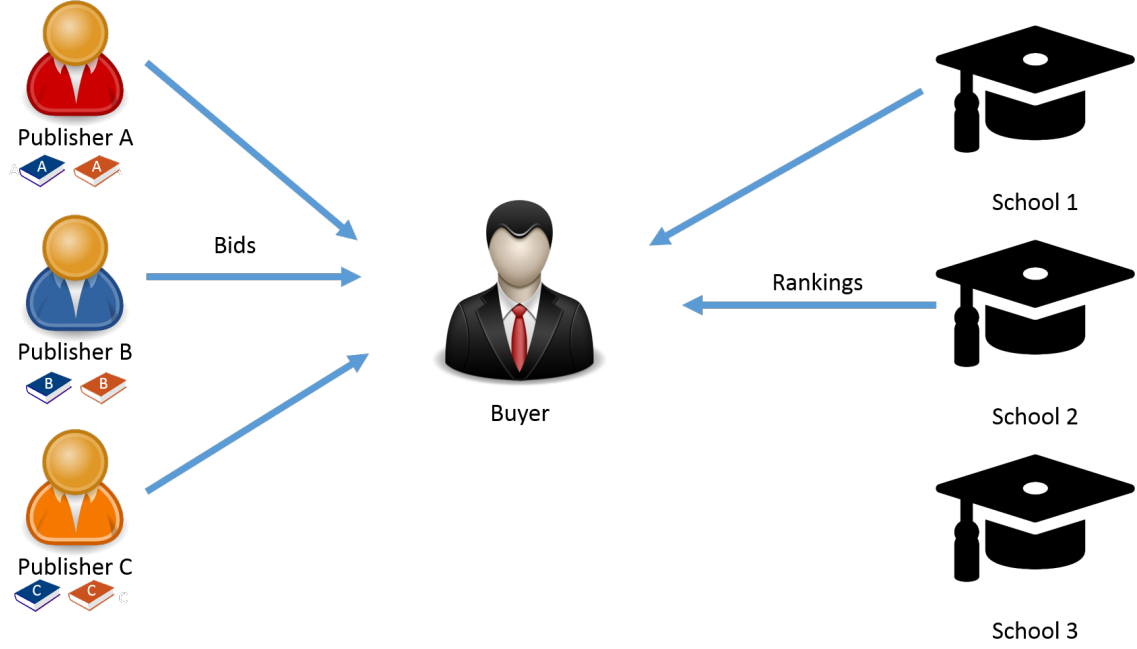 Publisher A
A A
Publisher B
B B
Publisher C
C C
C
Bids
Buyer
Rankings
School 1
School 2
School 3